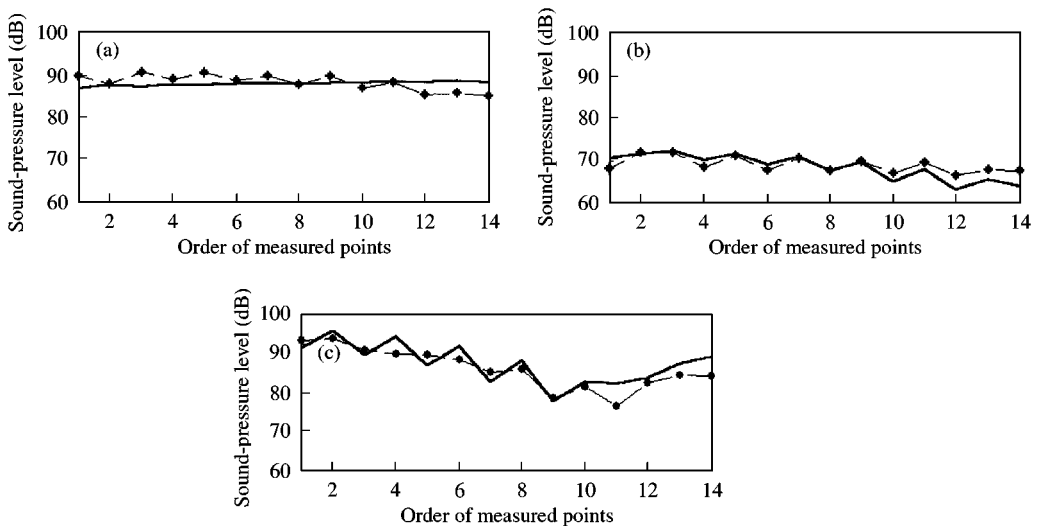 (a)
Sound-pressure level (dB)
100
90
80
70
60
2 4 6 8 10 12 14
Order of measured points
(b)
Sound-pressure level (dB)
100
90
80
70
60
2 4 6 8 10 12 14
Order of measured points
(c)
Sound-pressure level (dB)
100
90
80
70
60
2 4 6 8 10 12 14
Order of measured points